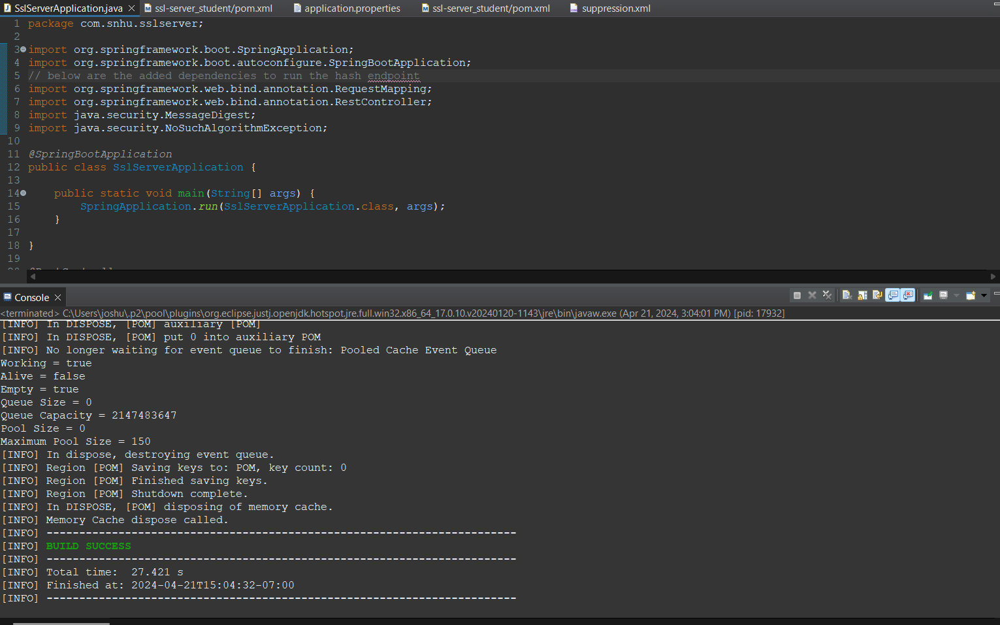 SslServerApplication.java ssl-server_student/pom.xml application.properties ssl-server_student/pom.xml suppression.xml
1 package com.snhu.sslserver;
2
3 import org.springframework.boot.SpringApplication;
4 import org.springframework.boot.autoconfigure.SpringBootApplication;
5 // below are the added dependencies to run the hash endpoint
6 import org.springframework.web.bind.annotation.RequestMapping;
7 import org.springframework.web.bind.annotation.RestController;
8 import java.security.MessageDigest;
9 import java.security.NoSuchAlgorithmException;
10
11 @SpringBootApplication
12 public class SslServerApplication {
13
14 public static void main(String[] args) {
15 SpringApplication.run(SslServerApplication.class, args);
16 }
17
18 }
19
Console
<terminated> C:\Users\joshu\.p2\pool\plugins\org.eclipse.justj.openjdk.hotspot.jre.full.win32.x86_64_17.0.10.v20240120-1143\jre\bin\javaw.exe (Apr 21, 2024, 3:04:01 PM) [pid: 17932]
[INFO] In DISPOSE, [POM] auxiliary [POM]
[INFO] In DISPOSE, [POM] put 0 into auxiliary POM
[INFO] No longer waiting for event queue to finish: Pooled Cache Event Queue
Working = true
Alive = false
Empty = true
Queue Size = 0
Queue Capacity = 2147483647
Pool Size = 0
Maximum Pool Size = 150
[INFO] In dispose, destroying event queue.
[INFO] Region [POM] Saving keys to: POM, key count: 0
[INFO] Region [POM] Finished saving keys.
[INFO] Region [POM] Shutdown complete.
[INFO] In DISPOSE, [POM] disposing of memory cache.
[INFO] Memory Cache dispose called.
[INFO] ------------------------------------------------------------------------
[INFO] BUILD SUCCESS
[INFO] ------------------------------------------------------------------------
[INFO] Total time:  27.421 s
[INFO] Finished at: 2024-04-21T15:04:32-07:00
[INFO] ------------------------------------------------------------------------